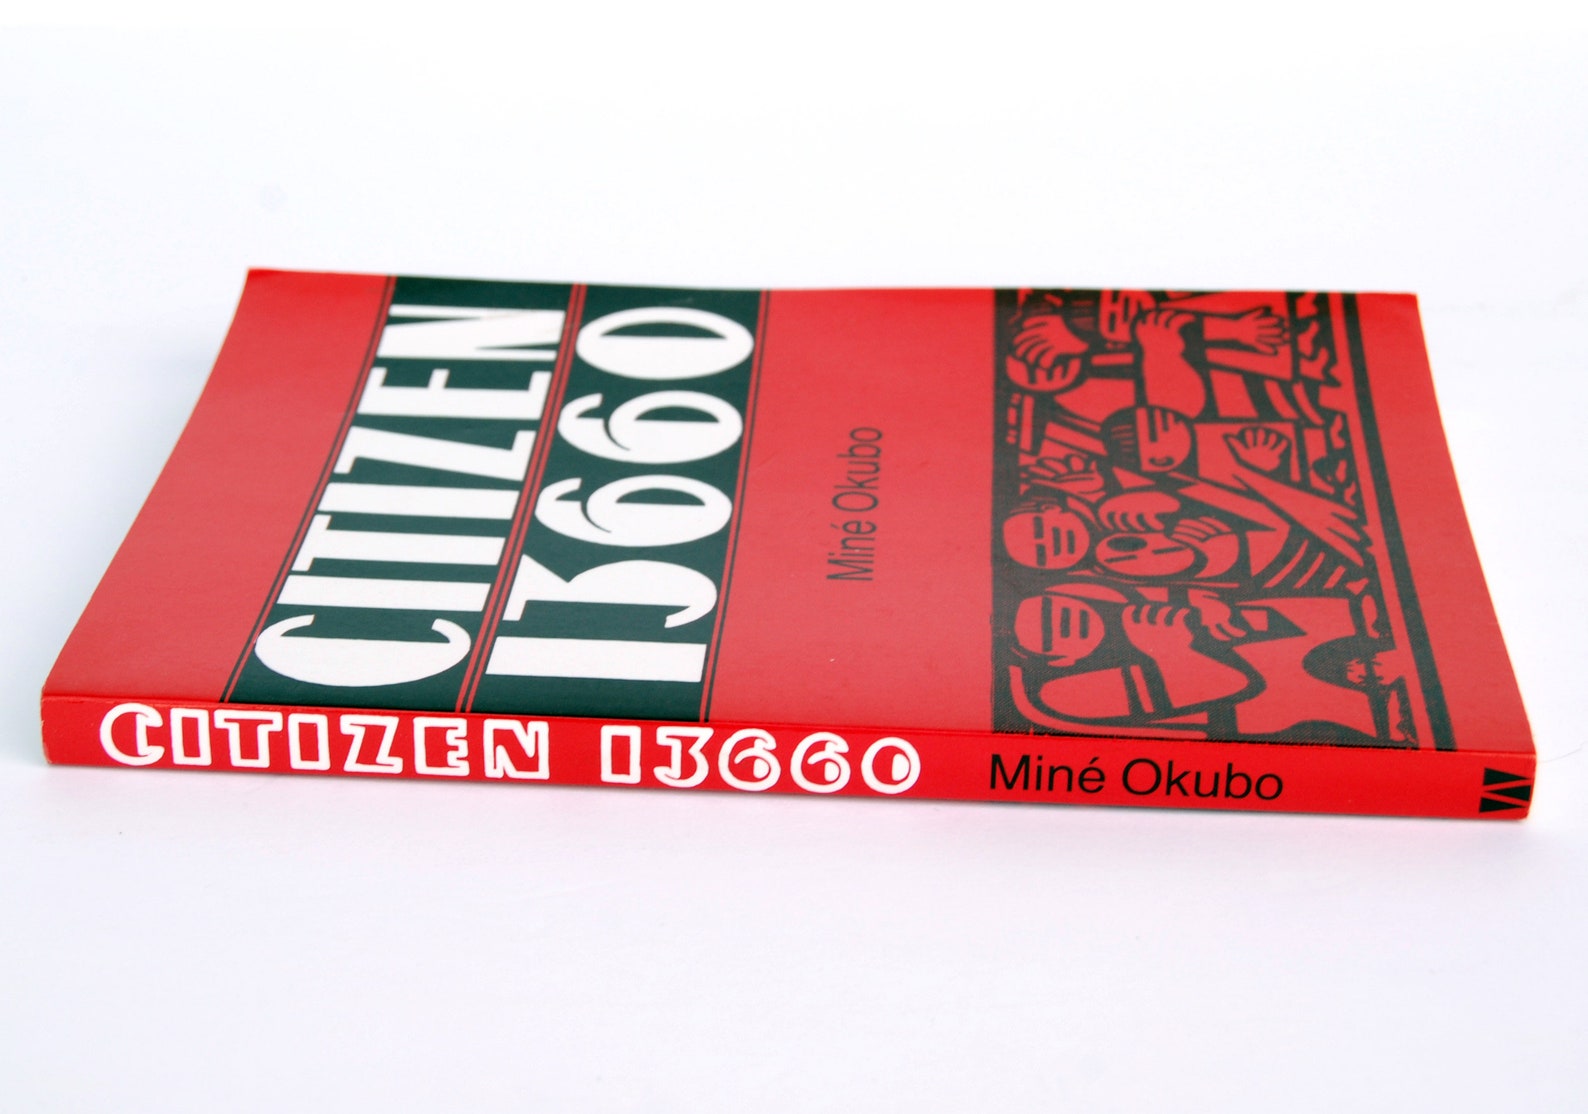 CITIZEN
13660
Miné Okubo
CITIZEN 13660 Miné Okubo W